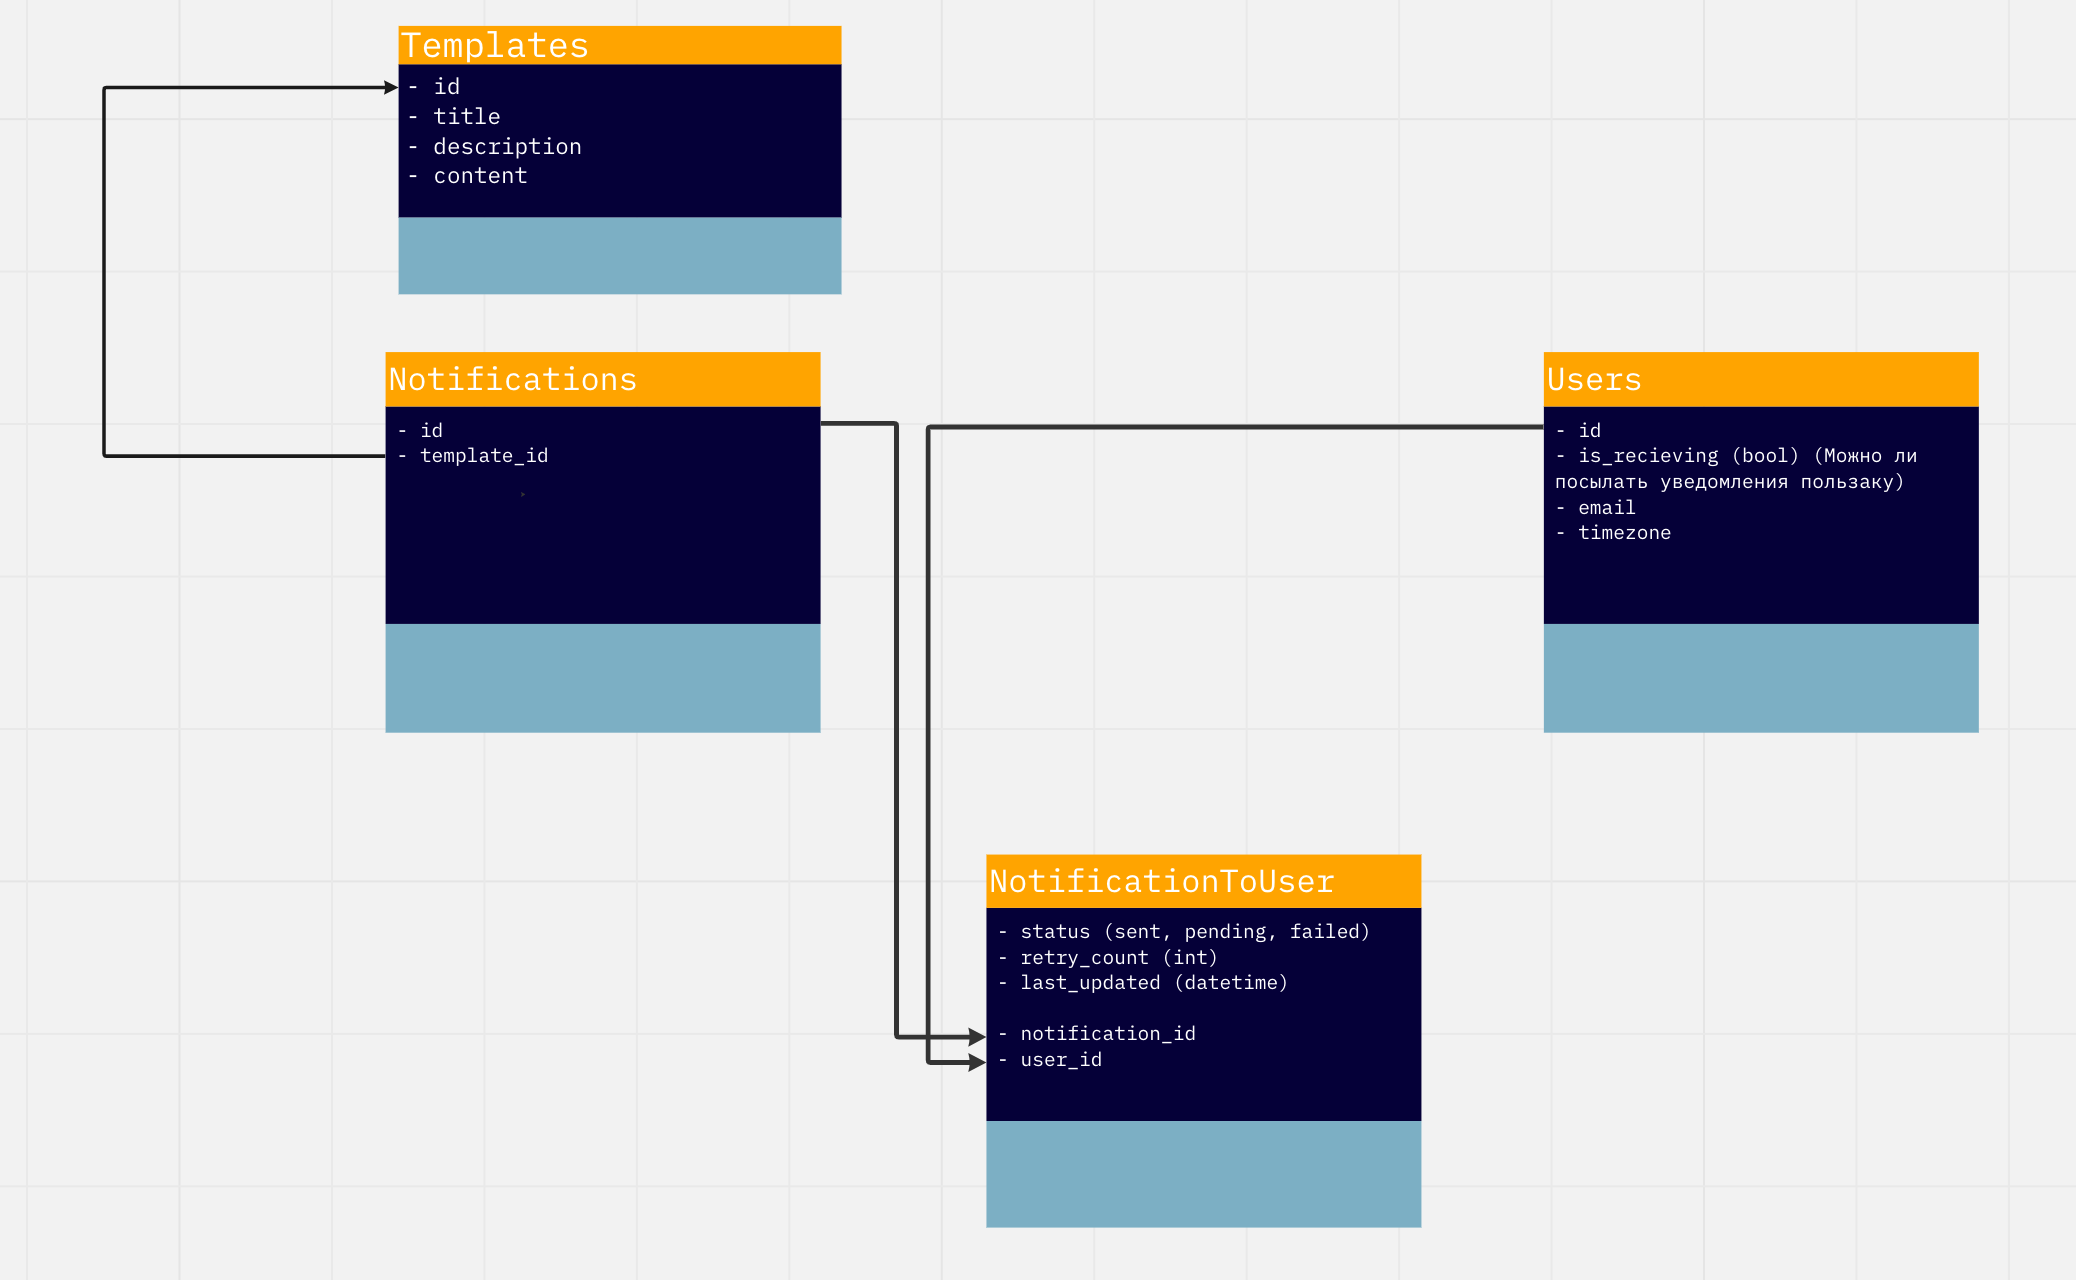 Templates
- id
- title
- description
- content
Notifications
- id
- template_id
Users
- id
- is_recieving (bool) (Можно ли
посылать уведомления пользаку)
- email
- timezone
NotificationToUser
- status (sent, pending, failed)
- retry_count (int)
- last_updated (datetime)
- notification_id
- user_id